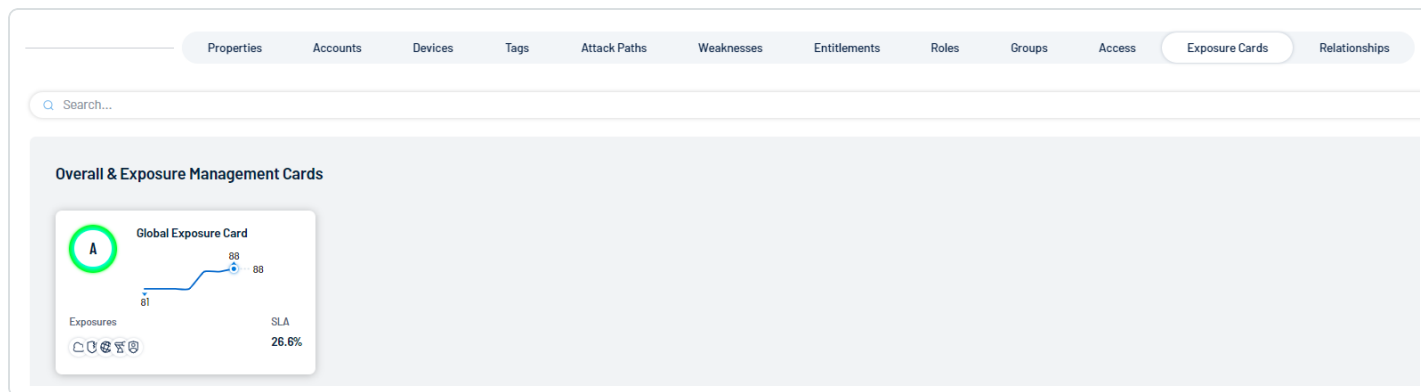 Properties Accounts Devices Tags Attack Paths Weaknesses Entitlements Roles Groups Access Exposure Cards Relationships
Search...
Overall & Exposure Management Cards
A
Global Exposure Card
88
88
81
Exposures SLA
26.6%